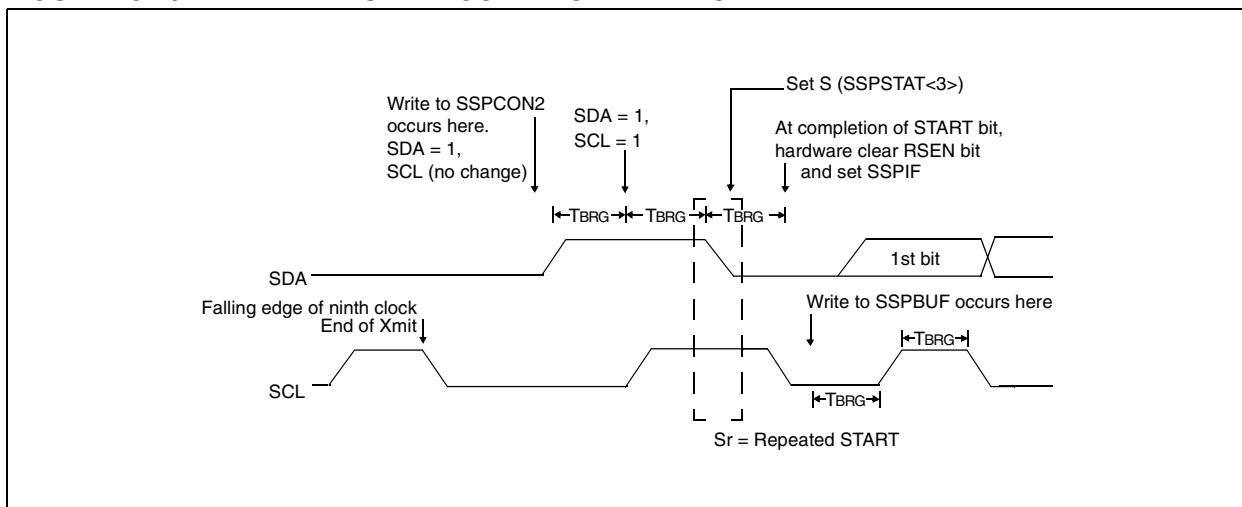 Set S (SSPSTAT<3>)
Write to SSPCON2
occurs here.
SDA = 1,
SCL (no change)
SDA = 1,
SCL = 1
At completion of START bit,
hardware clear RSEN bit
and set SSPIF
TBRG
TBRG
TBRG
SDA
1st bit
Falling edge of ninth clock
End of Xmit
Write to SSPBUF occurs here
TBRG
SCL
TBRG
Sr = Repeated START